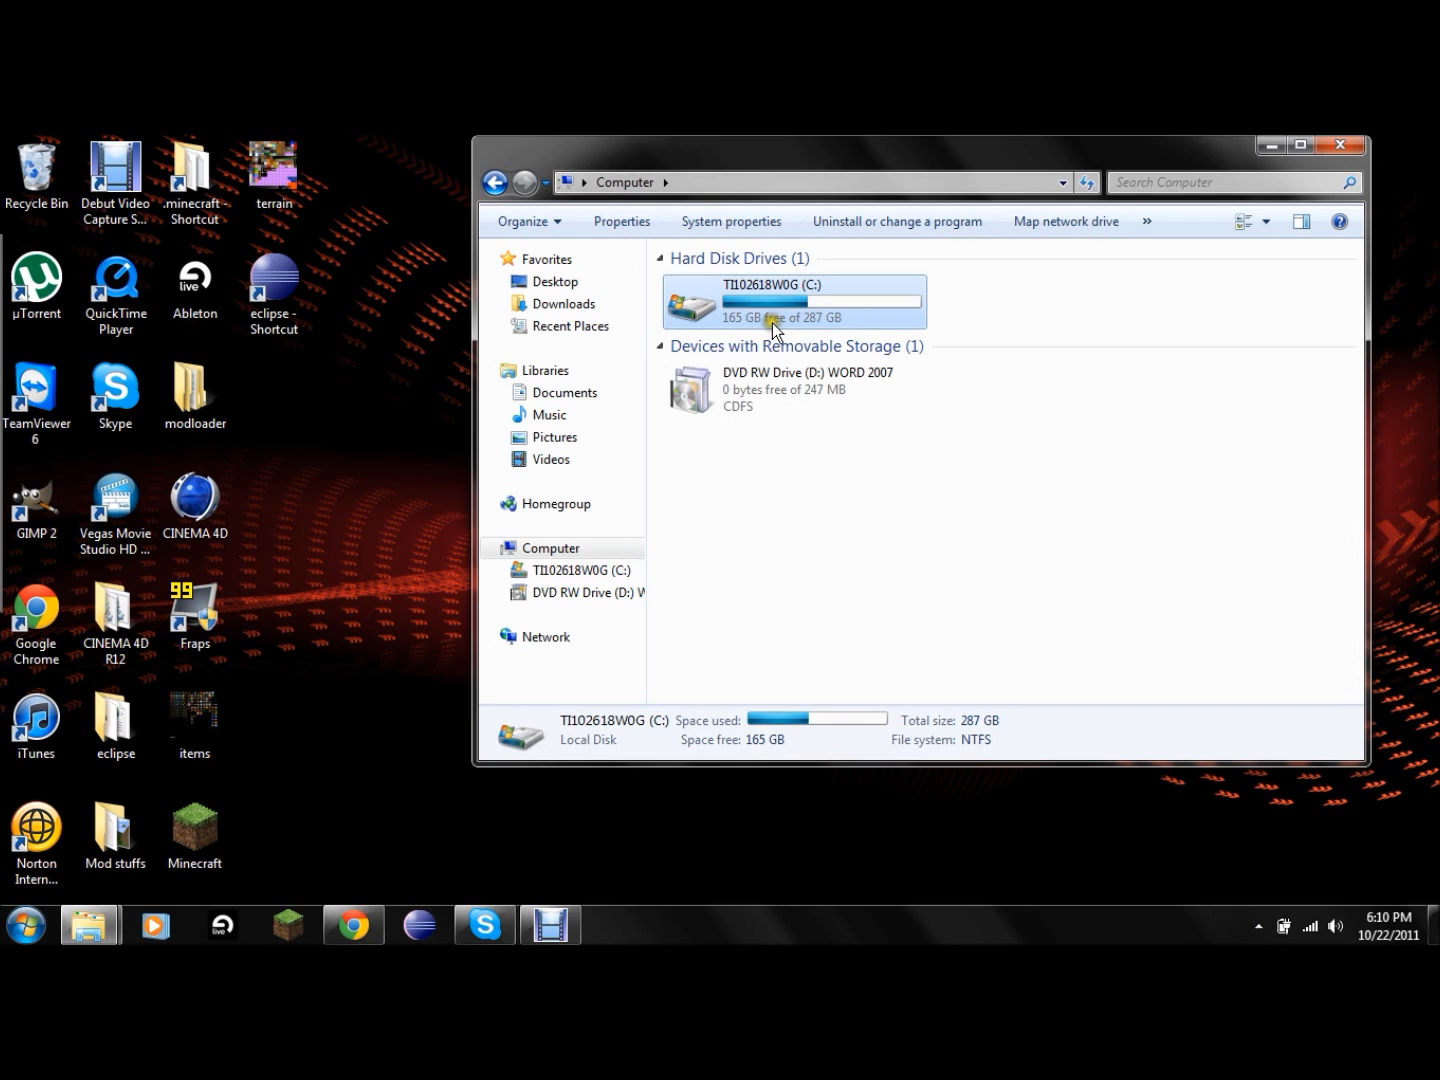 Recycle Bin
Debut Video
Capture S...
.minecraft -
Shortcut
terrain
µTorrent
QuickTime
Player
live
Ableton
eclipse -
Shortcut
TeamViewer
6
Skype
modloader
GIMP 2
Vegas Movie
Studio HD ...
CINEMA 4D
Google
Chrome
CINEMA 4D
R12
99
Fraps
iTunes
eclipse
items
Norton
Intern...
Mod stuffs
Minecraft
Computer
Search Computer
Organize
Properties
System properties
Uninstall or change a program
Map network drive
»
Favorites
Desktop
Downloads
Recent Places
Libraries
Documents
Music
Pictures
Videos
Homegroup
Computer
TI102618W0G (C:)
DVD RW Drive (D:) W
Network
Hard Disk Drives (1)
TI102618W0G (C:)
165 GB free of 287 GB
Devices with Removable Storage (1)
DVD RW Drive (D:) WORD 2007
0 bytes free of 247 MB
CDFS
TI102618W0G (C:) Space used: Total size: 287 GB
Local Disk Space free: 165 GB File system: NTFS
live
6:10 PM
10/22/2011